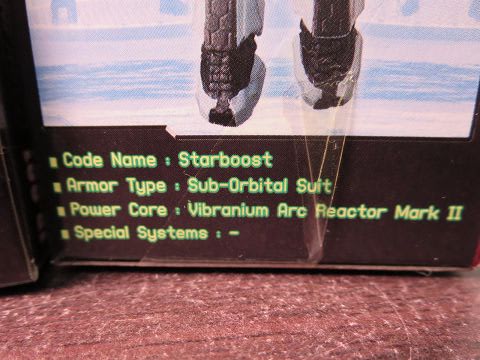 Code Name : Starboost
Armor Type : Sub-Orbital Suit
Power Core : Vibranium Arc Reactor Mark II
Special Systems : -